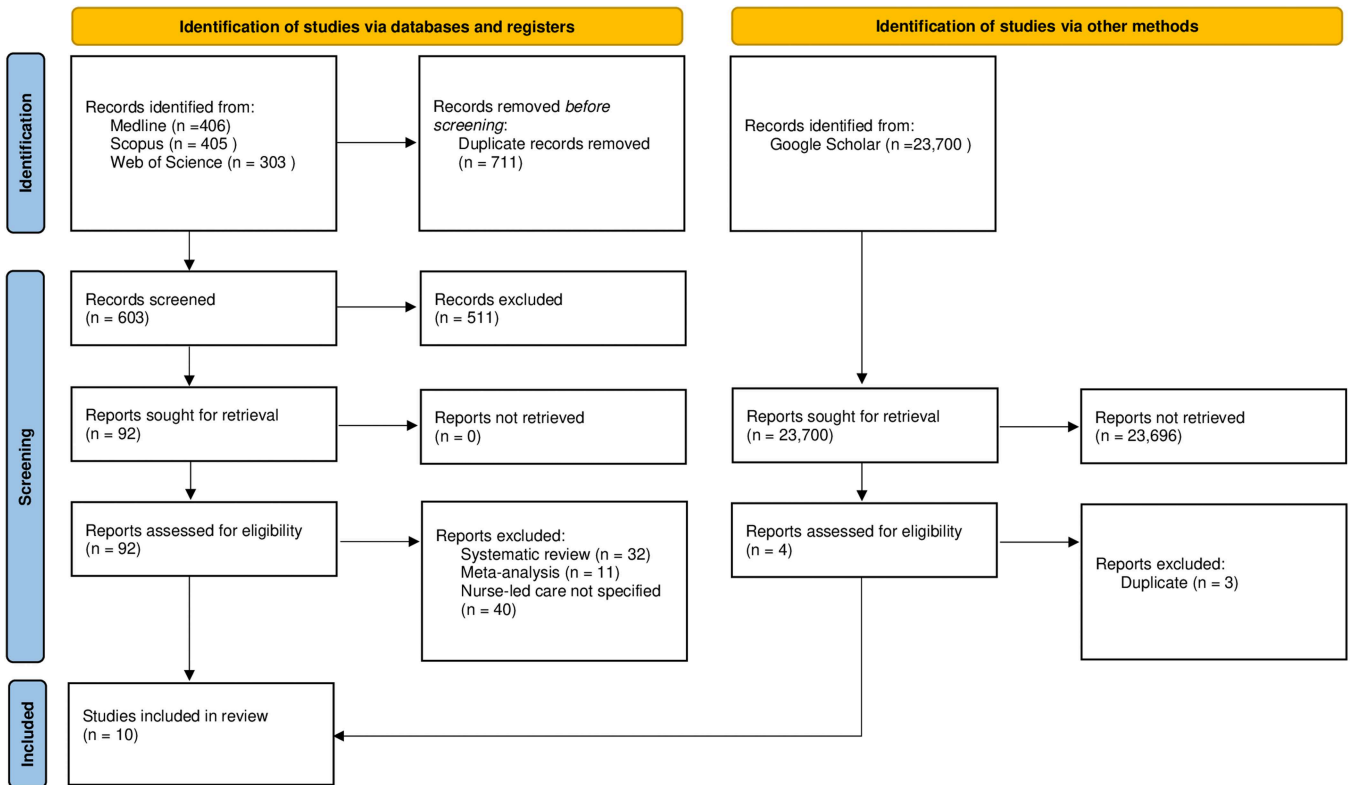 Identification of studies via databases and registers
Identification of studies via other methods
Identification
Records identified from:
Medline (n =406)
Scopus (n = 405 )
Web of Science (n = 303 )
Records removed before
screening:
Duplicate records removed
(n = 711)
Records identified from:
Google Scholar (n =23,700 )
Screening
Records screened
(n = 603)
Records excluded
(n = 511)
Reports sought for retrieval
(n = 92)
Reports not retrieved
(n = 0)
Reports sought for retrieval
(n = 23,700)
Reports not retrieved
(n = 23,696)
Reports assessed for eligibility
(n = 92)
Reports excluded:
Systematic review (n = 32)
Meta-analysis (n = 11)
Nurse-led care not specified
(n = 40)
Reports assessed for eligibility
(n = 4)
Reports excluded:
Duplicate (n = 3)
Included
Studies included in review
(n = 10)